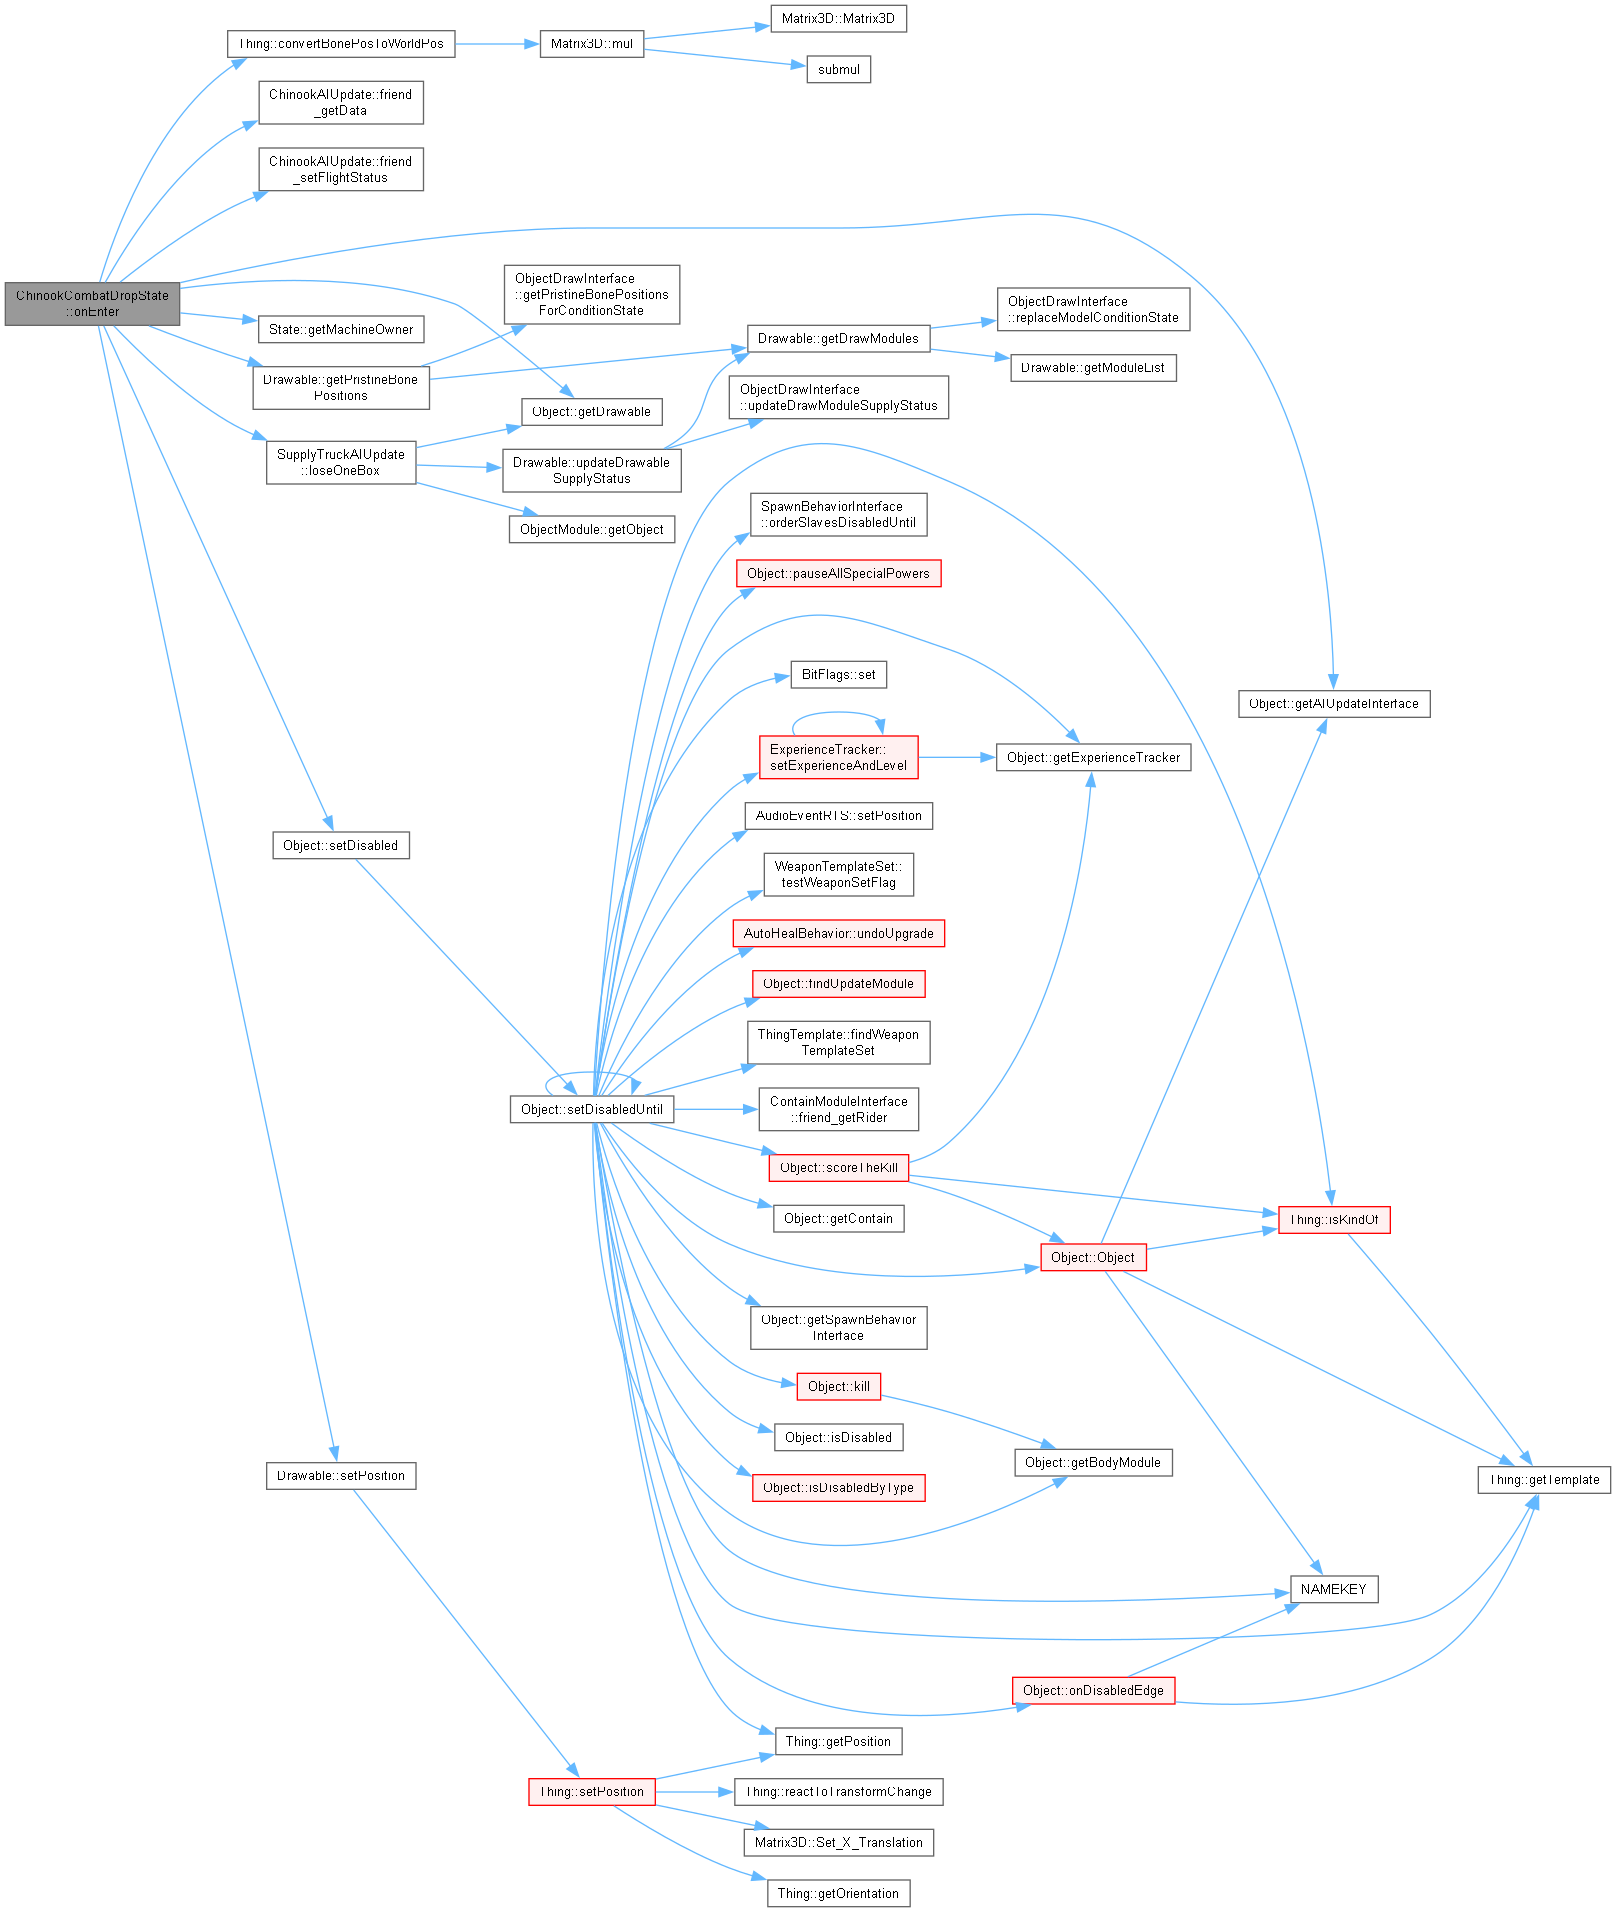 Matrix3D::Matrix3D
Thing::convertBonePosToWorldPos
Matrix3D::mul
submul
ChinookAIUpdate::friend
_getData
ChinookAIUpdate::friend
_setFlightStatus
ChinookCombatDropState
::onEnter
ObjectDrawInterface
::getPristineBonePositions
ForConditionState
ObjectDrawInterface
::replaceModelConditionState
State::getMachineOwner
Drawable::getDrawModules
Drawable::getModuleList
Drawable::getPristineBone
Positions
ObjectDrawInterface
::updateDrawModuleSupplyStatus
Object::getDrawable
SupplyTruckAIUpdate
::loseOneBox
Drawable::updateDrawable
SupplyStatus
ObjectModule::getObject
SpawnBehaviorInterface
::orderSlavesDisabledUntil
Object::pauseAllSpecialPowers
BitFlags::set
Object::getAIUpdateInterface
ExperienceTracker::
setExperienceAndLevel
Object::getExperienceTracker
AudioEventRTS::setPosition
Object::setDisabled
WeaponTemplateSet::
testWeaponSetFlag
AutoHealBehavior::undoUpgrade
Object::findUpdateModule
ThingTemplate::findWeapon
TemplateSet
Object::setDisabledUntil
ContainModuleInterface
::friend_getRider
Object::scoreTheKill
Object::getContain
Thing::isKindOf
Object::Object
Object::getSpawnBehavior
Interface
Object::kill
Object::isDisabled
Object::getBodyModule
Drawable::setPosition
Object::isDisabledByType
Thing::getTemplate
NAMEKEY
Object::onDisabledEdge
Thing::getPosition
Thing::setPosition
Thing::reactToTransformChange
Matrix3D::Set_X_Translation
Thing::getOrientation